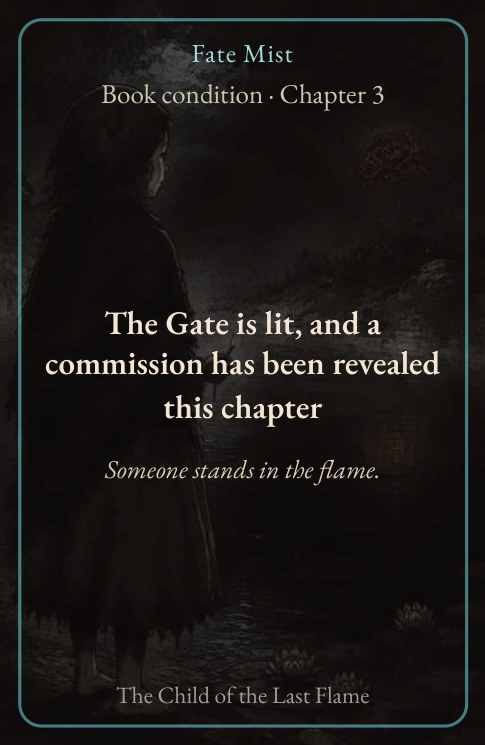 Fate Mist
Book condition · Chapter 3
The Gate is lit, and a
commission has been revealed
this chapter
Someone stands in the flame.
The Child of the Last Flame